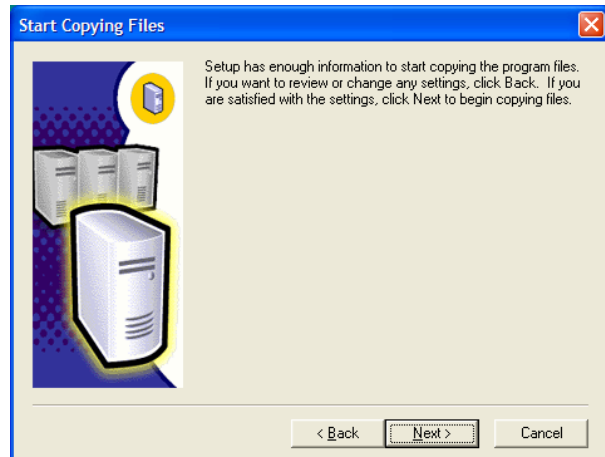 Start Copying Files
Setup has enough information to start copying the program files.
If you want to review or change any settings, click Back. If you
are satisfied with the settings, click Next to begin copying files.
< Back
Next >
Cancel